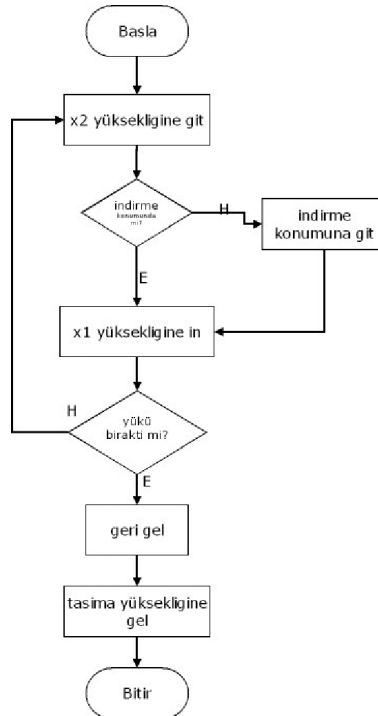 Basla
x2 yüksekligine git
indirme
konumunda
mi?
H
indirme
konumuna git
E
x1 yüksekligine in
H
yükü
birakti mi?
E
geri gel
tasima yüksekligine
gel
Bitir